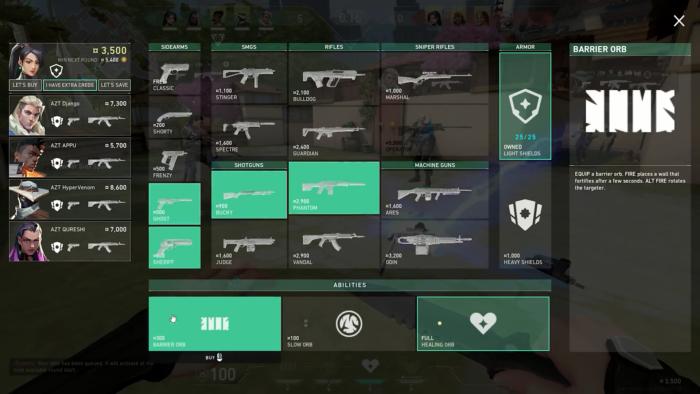 ¤ 3,500
MIN NEXT ROUND: ¤ 5,400
LET'S BUY
I HAVE EXTRA CREDS
LET'S SAVE
AZT Django
¤ 7,300
AZT APPU
¤ 5,700
AZT HyperVenom
¤ 8,600
AZT QURESHI
¤ 7,000
SIDEARMS
SMGS
RIFLES
SNIPER RIFLES
ARMOR
FREE
CLASSIC
¤200
SHORTY
¤500
FRENZY
GHOST
SHERIFF
¤1,100
STINGER
¤1,600
SPECTRE
SHOTGUNS
¤900
BUCKY
¤1,600
JUDGE
¤2,100
BULLDOG
¤2,400
GUARDIAN
¤2,900
PHANTOM
¤2,900
VANDAL
¤1,000
MARSHAL
OPERATOR
MACHINE GUNS
¤1,600
ARES
¤3,200
ODIN
25/25
OWNED
LIGHT SHIELDS
¤1,000
HEAVY SHIELDS
ABILITIES
¤300
BARRIER ORB
¤100
SLOW ORB
FULL
HEALING ORB
BUY
BARRIER ORB
EQUIP a barrier orb. FIRE places a wall that
fortifies after a few seconds. ALT FIRE rotates
the targeter.
100
¤ 3,500